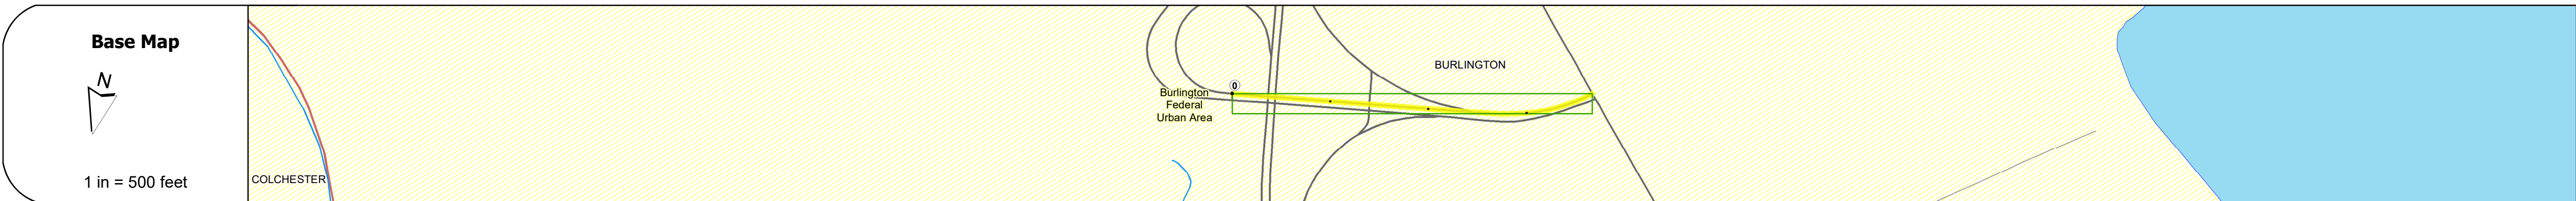 Base Map
N
1 in = 500 feet
COLCHESTER
0
Burlington
Federal
Urban Area
BURLINGTON